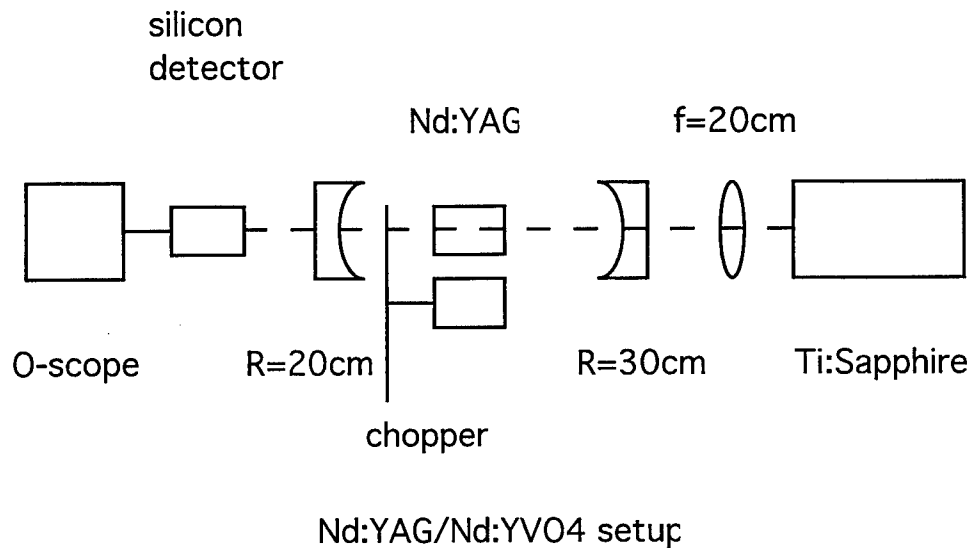 silicon
detector
Nd:YAG
f=20cm
O-scope
R=20cm
R=30cm
Ti:Sapphire
chopper
Nd:YAG/Nd:YVO4 setup